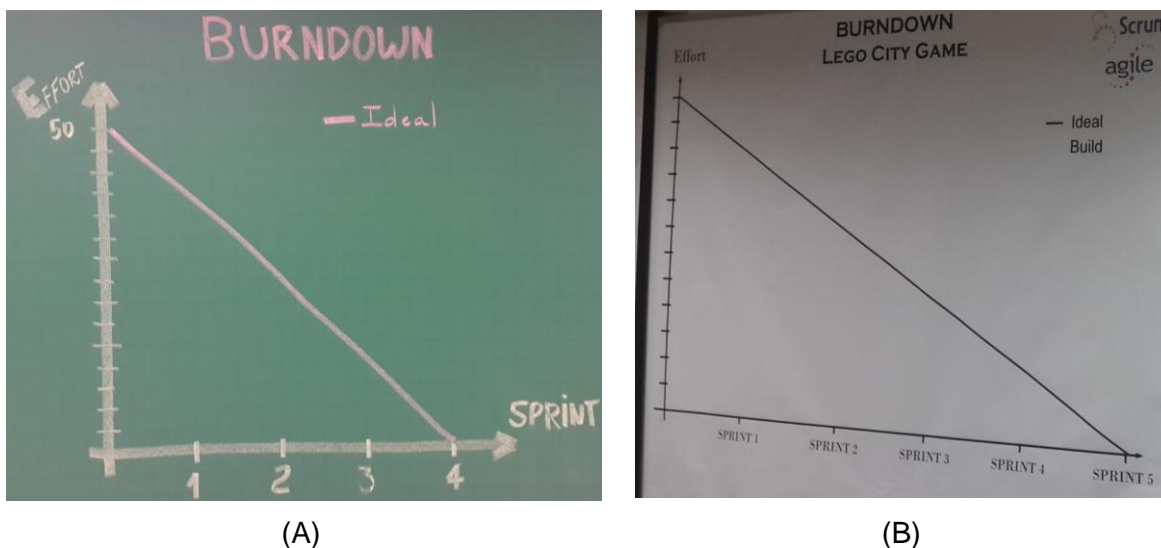 BURNDOWN
EFFORT
50
Ideal
SPRINT
1 2 3 4
(A)
BURNDOWN
LEGO CITY GAME
Effort
Scrum
agile
Ideal
Build
SPRINT 1
SPRINT 2
SPRINT 3
SPRINT 4
SPRINT 5
(B)